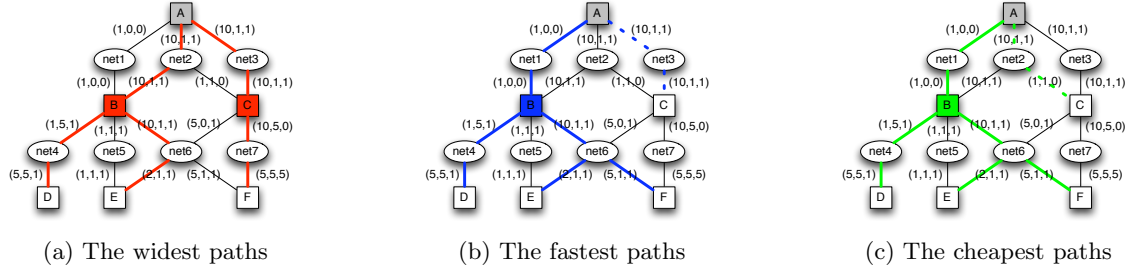 A
(1,0,0) (10,1,1) (10,1,1)
net1 net2 net3
(1,0,0) (10,1,1) (1,1,0) (10,1,1)
B C
(1,5,1) (1,1,1) (10,1,1) (5,0,1) (10,5,0)
net4 net5 net6 net7
(5,5,1) (1,1,1) (2,1,1) (5,1,1) (5,5,5)
D E F
(a) The widest paths
A
(1,0,0) (10,1,1) (10,1,1)
net1 net2 net3
(1,0,0) (10,1,1) (1,1,0) (10,1,1)
B C
(1,5,1) (1,1,1) (10,1,1) (5,0,1) (10,5,0)
net4 net5 net6 net7
(5,5,1) (1,1,1) (2,1,1) (5,1,1) (5,5,5)
D E F
(b) The fastest paths
A
(1,0,0) (10,1,1) (10,1,1)
net1 net2 net3
(1,0,0) (10,1,1) (1,1,0) (10,1,1)
B C
(1,5,1) (1,1,1) (10,1,1) (5,0,1) (10,5,0)
net4 net5 net6 net7
(5,5,1) (1,1,1) (2,1,1) (5,1,1) (5,5,5)
D E F
(c) The cheapest paths